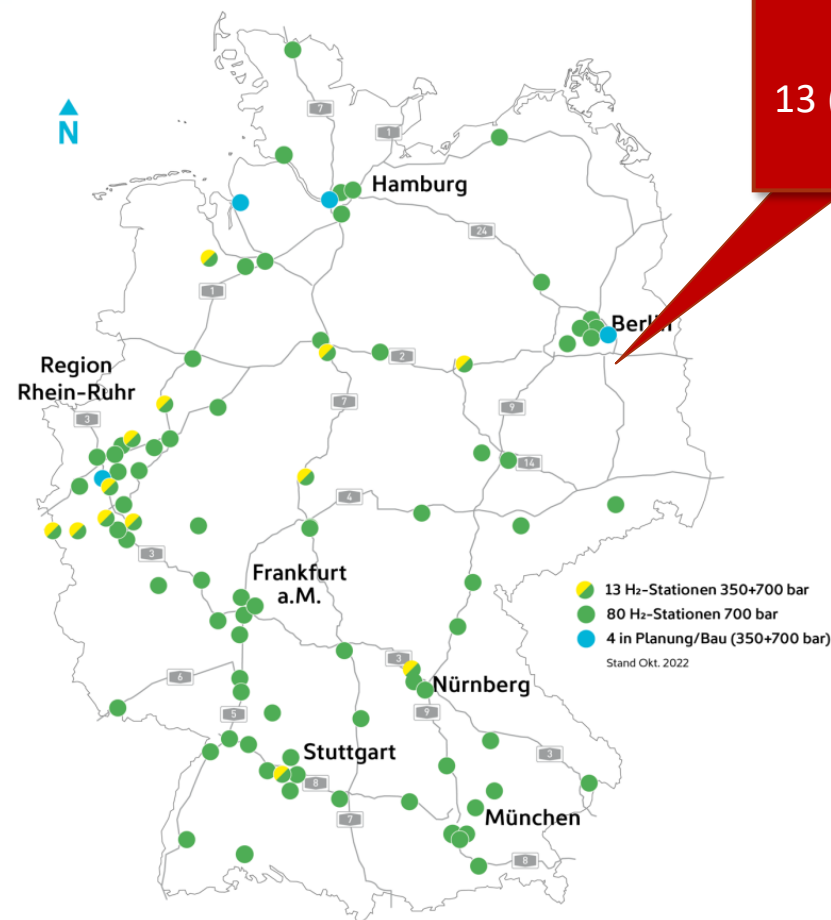 13 (
N
7
1
Hamburg
24
1
Berlin
2
Region
Rhein-Ruhr
3
7
9
14
4
3
Frankfurt
a.M.
13 H₂-Stationen 350+700 bar
80 H₂-Stationen 700 bar
4 in Planung/Bau (350+700 bar)
Stand Okt. 2022
3
6
Nürnberg
5
9
Stuttgart
3
8
7
München
8